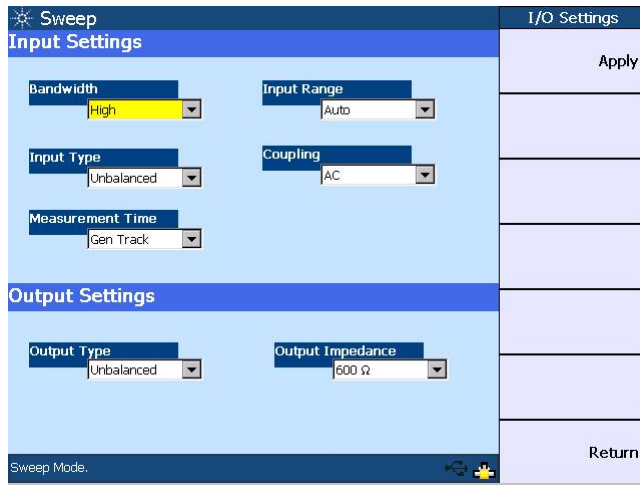 Sweep
I/O Settings
Input Settings
Apply
Bandwidth
High
Input Range
Auto
Input Type
Unbalanced
Coupling
AC
Measurement Time
Gen Track
Output Settings
Output Type
Unbalanced
Output Impedance
600 Ω
Return
Sweep Mode.